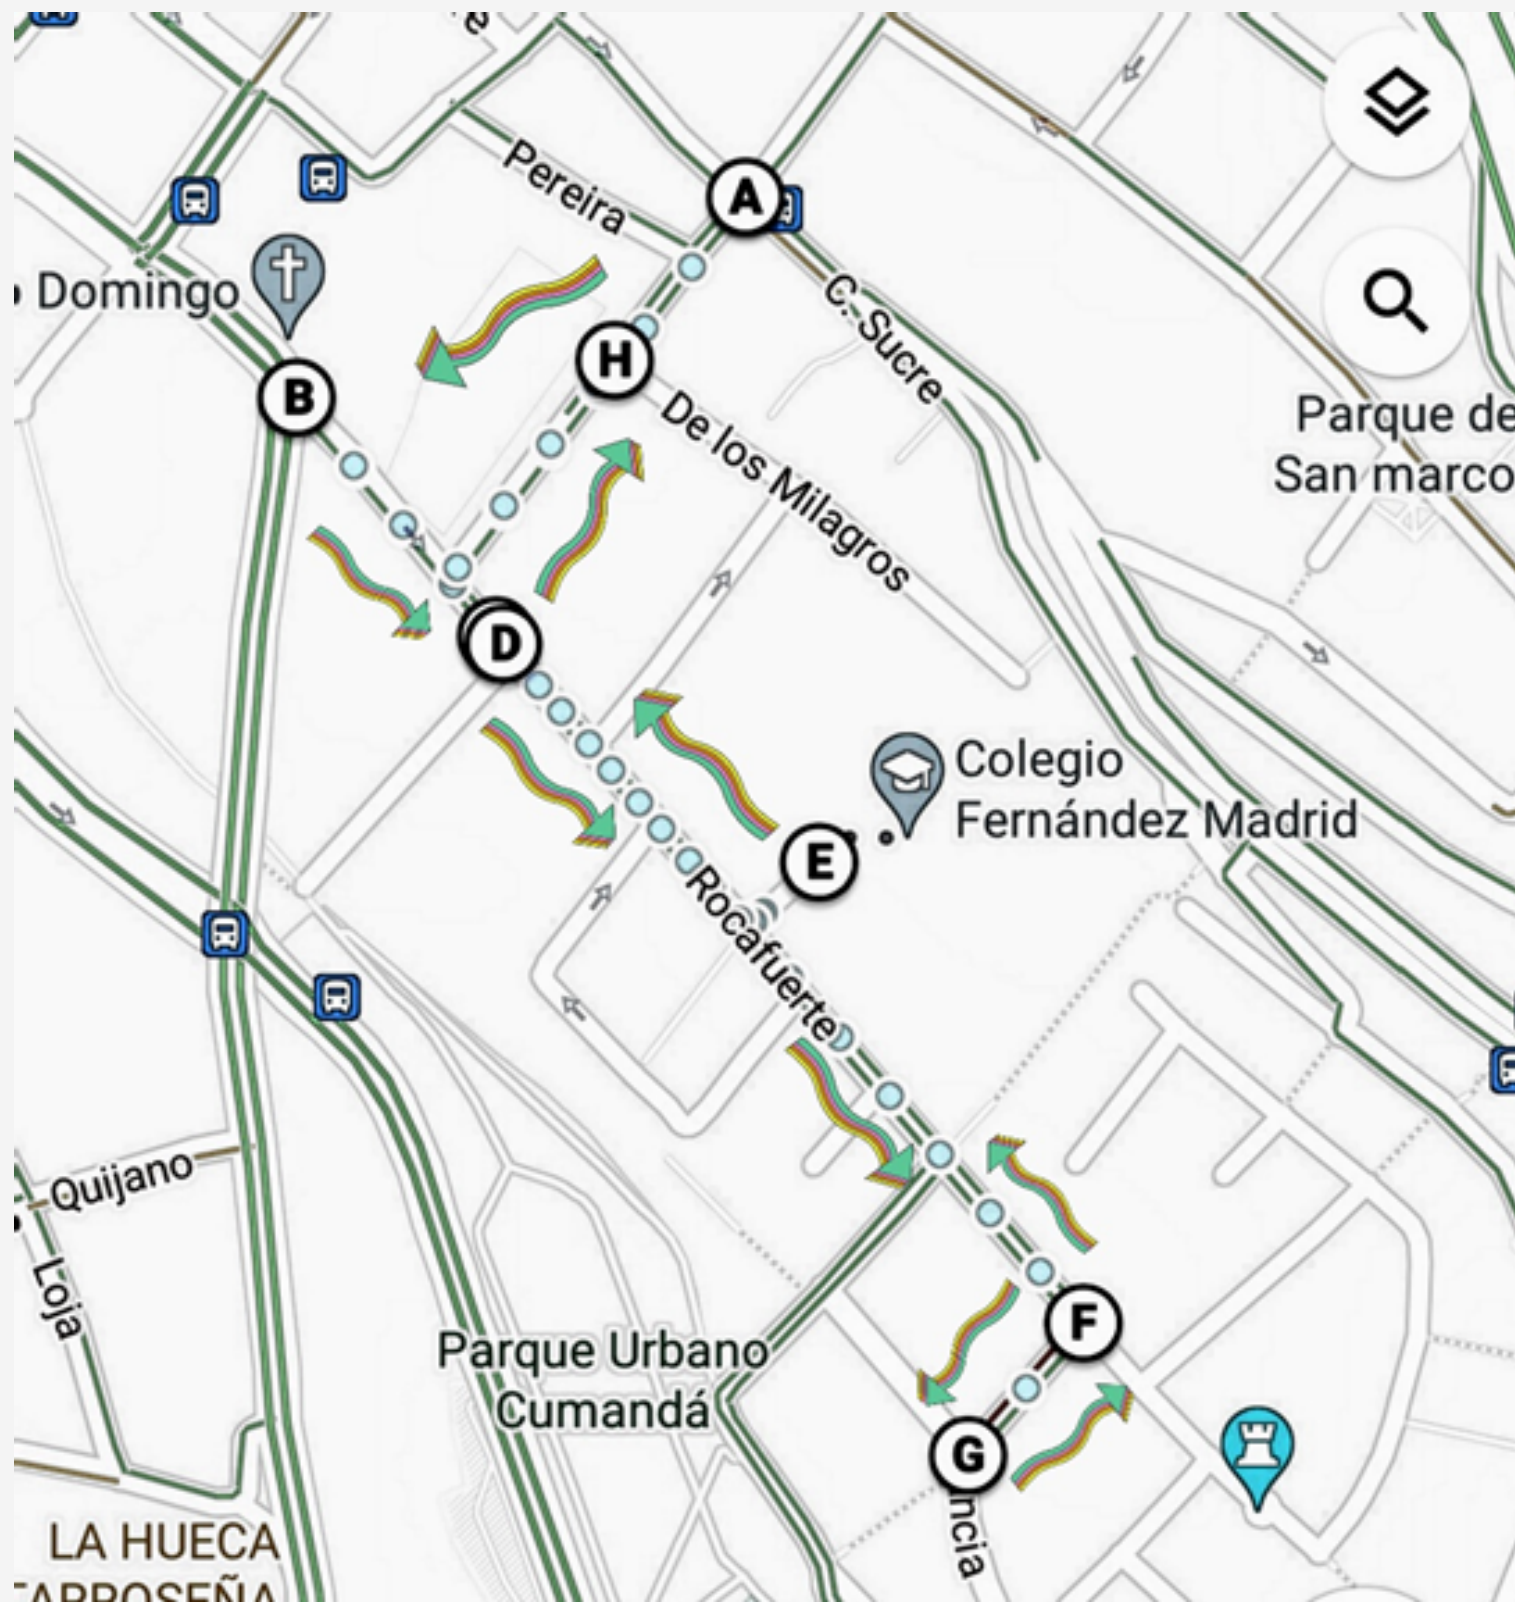 Pereira
A
Domingo
C. Sucre
H
B
De los Milagros
Parque de
San marco
D
Colegio
Fernández Madrid
E
Rocafuerte
Quijano
Loja
F
Parque Urbano
Cumandá
G
ncia
LA HUECA